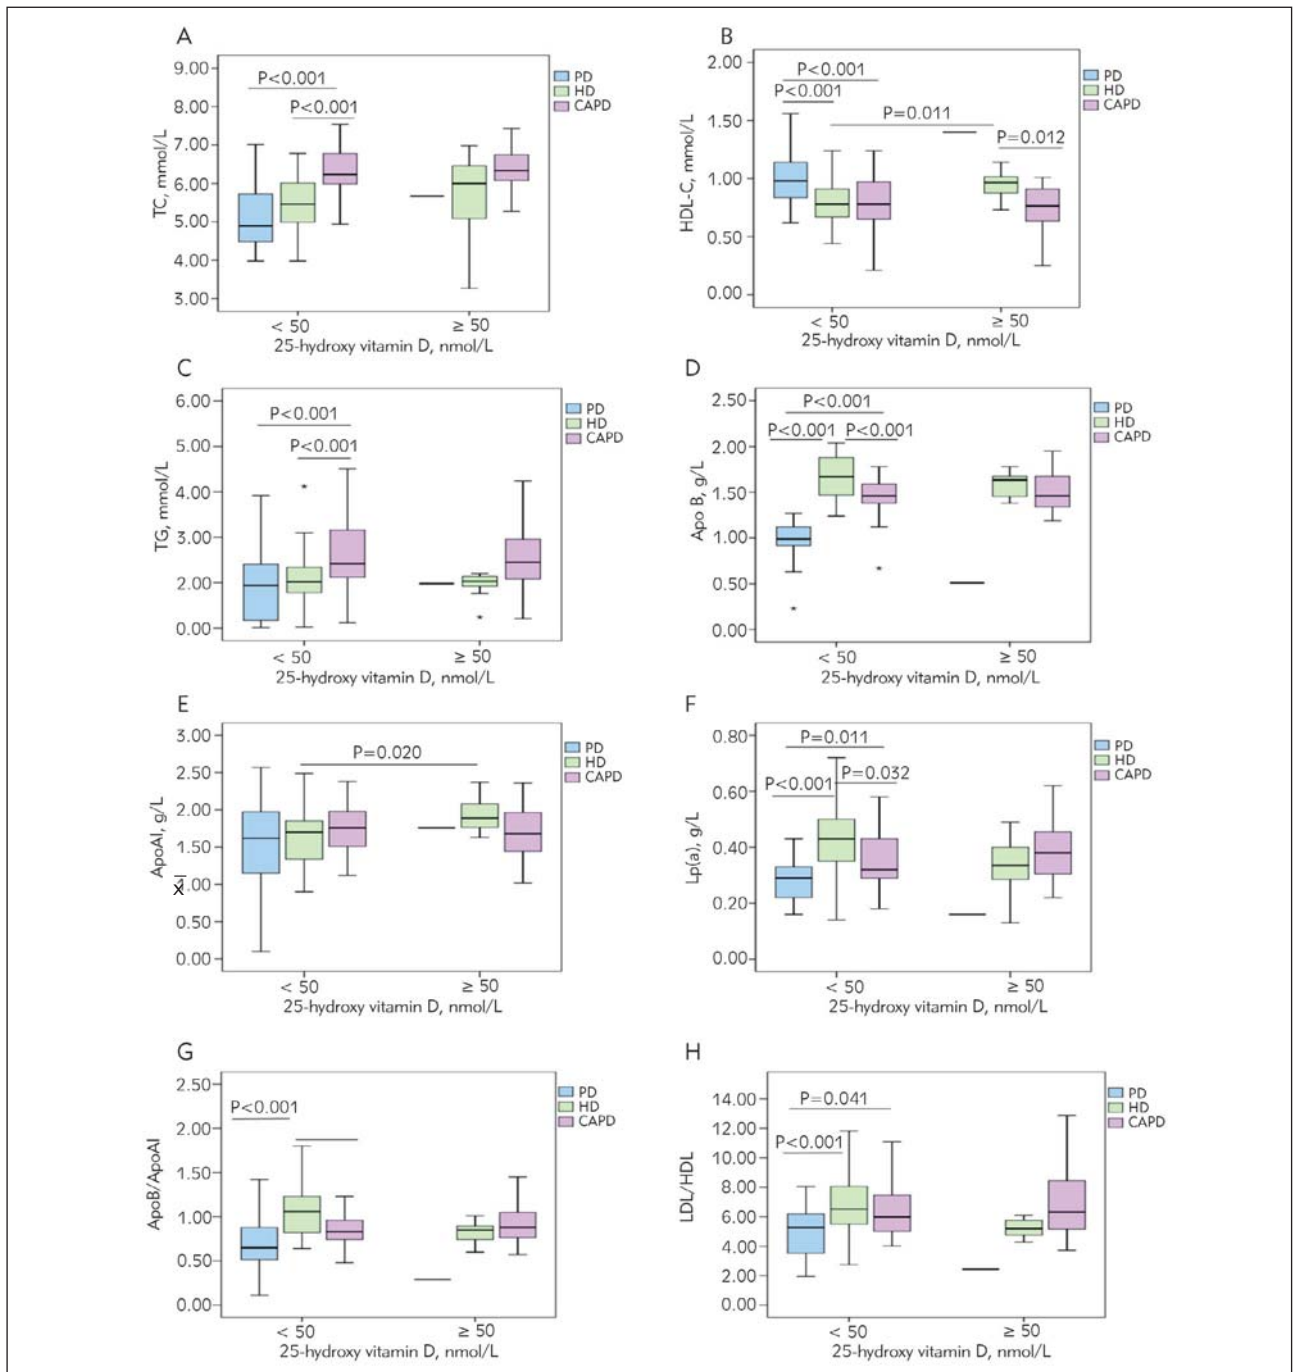 A
9.00
8.00
7.00
6.00
5.00
4.00
3.00
TC, mmol/L
P<0.001
P<0.001
PD
HD
CAPD
< 50
≥ 50
25-hydroxy vitamin D, nmol/L
B
2.00
1.50
1.00
0.50
0.00
HDL-C, mmol/L
P<0.001
P<0.001
P=0.011
P=0.012
PD
HD
CAPD
< 50
≥ 50
25-hydroxy vitamin D, nmol/L
C
6.00
5.00
4.00
3.00
2.00
0.00
TG, mmol/L
P<0.001
P<0.001
PD
HD
CAPD
< 50
≥ 50
25-hydroxy vitamin D, nmol/L
D
2.50
2.00
1.50
1.00
0.50
0.00
Apo B, g/L
P<0.001
P<0.001 P<0.001
PD
HD
CAPD
< 50
≥ 50
25-hydroxy vitamin D, nmol/L
E
3.00
2.50
2.00
1.50
.00
0.50
0.00
ApoAI, g/L
P=0.020
PD
HD
CAPD
< 50
≥ 50
25-hydroxy vitamin D, nmol/L
F
0.80
0.60
0.40
0.20
0.00
Lp(a), g/L
P=0.011
P<0.001
P=0.032
PD
HD
CAPD
< 50
≥ 50
25-hydroxy vitamin D, nmol/L
G
2.50
2.00
1.50
1.00
0.50
0.00
ApoB/ApoAI
P<0.001
PD
HD
CAPD
< 50
≥ 50
25-hydroxy vitamin D, nmol/L
H
14.00
12.00
10.00
8.00
6.00
4.00
2.00
0.00
LDL/HDL
P=0.041
P<0.001
PD
HD
CAPD
< 50
≥ 50
25-hydroxy vitamin D, nmol/L